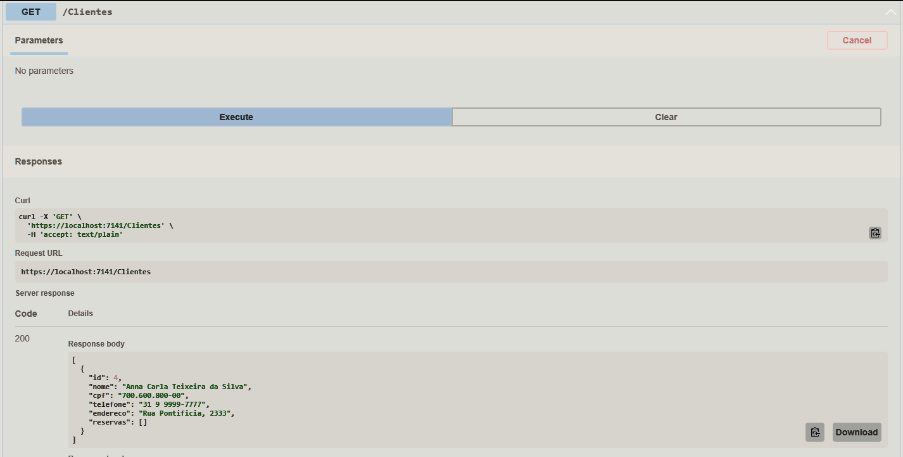 GET /Clientes
Parameters
Cancel
No parameters
Execute
Clear
Responses
Curl
curl -X 'GET' \
'https://localhost:7141/Clientes' \
-H 'accept: text/plain'
Request URL
https://localhost:7141/Clientes
Server response
Code Details
200
Response body
[
{
"id": 4,
"nome": "Anna Carla Teixeira da Silva",
"cpf": "700.600.800-00",
"telefone": "31 9 9999-7777",
"endereco": "Rua Pontificia, 2333",
"reservas": []
}
]
Download